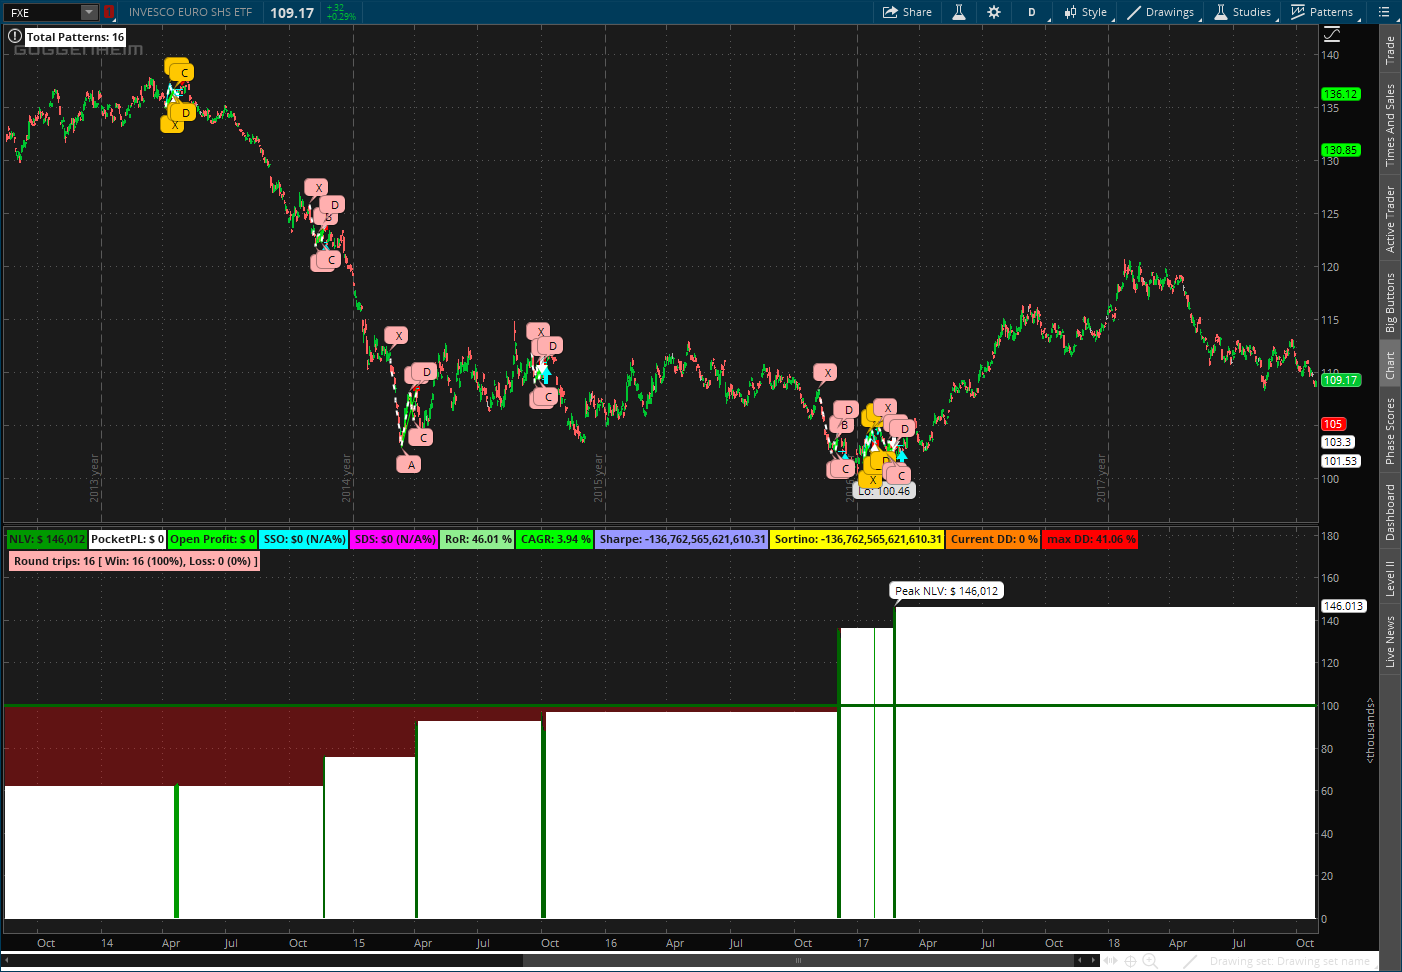 FXE INVESCO EURO SHS ETF 109.17 +.32 +0.29% Share D Style Drawings Studies Patterns
Total Patterns: 16
GUGGENHEIM
140
136.12
135
130.85
130
125
120
115
109.17
105
103.3
101.53
100
C
D
X
X
D
B
C
X
D
C
A
X
D
C
X
D
B
C
X
D
D
X
C
Lo: 100.46
2013 year
2014 year
2015 year
2017 year
NLV: $ 146,012 PocketPL: $ 0 Open Profit: $ 0 SSO: $0 (N/A%) SDS: $0 (N/A%) RoR: 46.01 % CAGR: 3.94 % Sharpe: -136,762,565,621,610.31 Sortino: -136,762,565,621,610.31 Current DD: 0 % max DD: 41.06 %
Round trips: 16 [ Win: 16 (100%), Loss: 0 (0%) ]
Peak NLV: $ 146,012
180
160
146.013
140
120
100
80
60
40
20
0
<thousands>
Oct 14 Apr Jul Oct 15 Apr Jul Oct 16 Apr Jul Oct 17 Apr Jul Oct 18 Apr Jul Oct
Drawing set: Drawing set name
Trade
Times And Sales
Active Trader
Big Buttons
Chart
Phase Scores
Dashboard
Level II
Live News